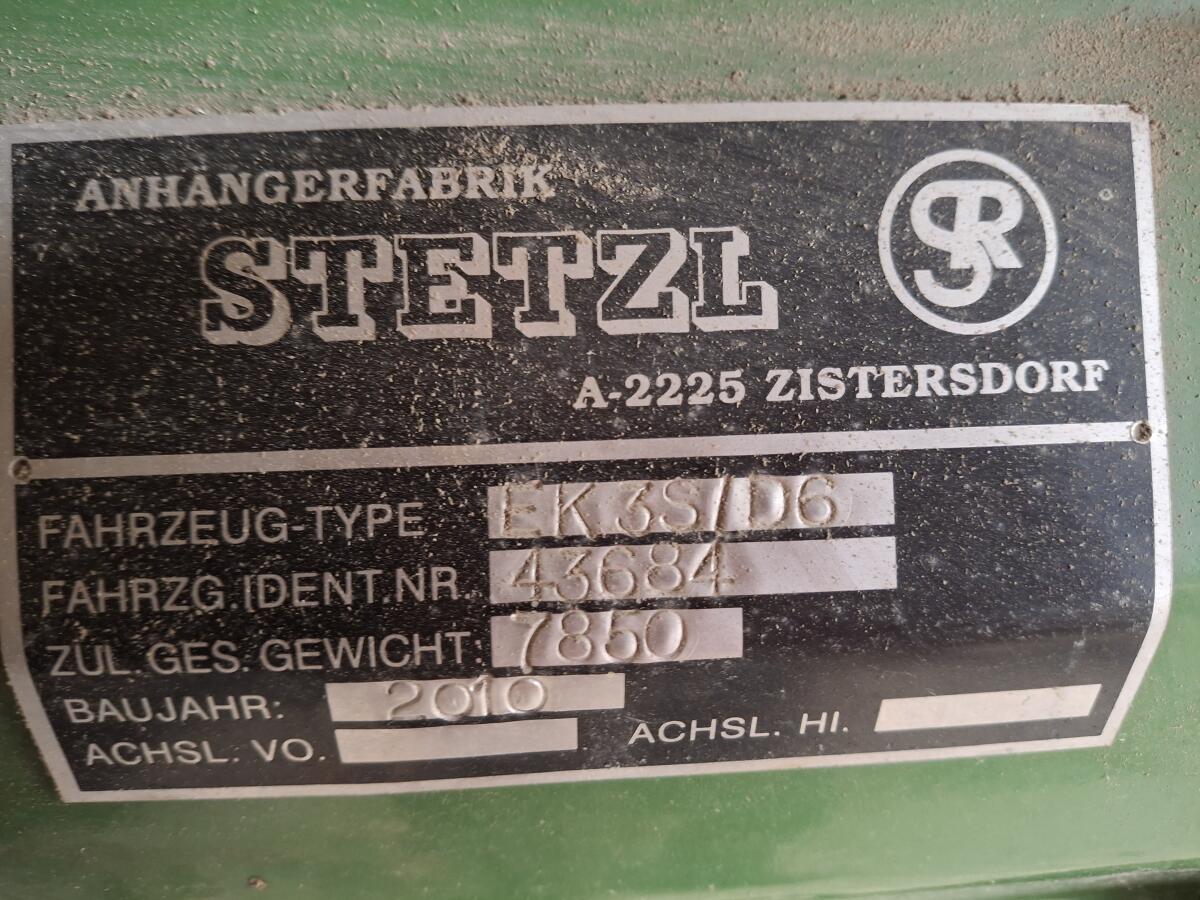 ANHÄNGERFABRIK
STETZL
SR
A-2225 ZISTERSDORF
FAHRZEUG-TYPE EK 3S/D6
FAHRZG. IDENT. NR. 43684
ZUL. GES. GEWICHT: 7850
BAUJAHR: 2010
ACHSL. VO. ACHSL. HI.